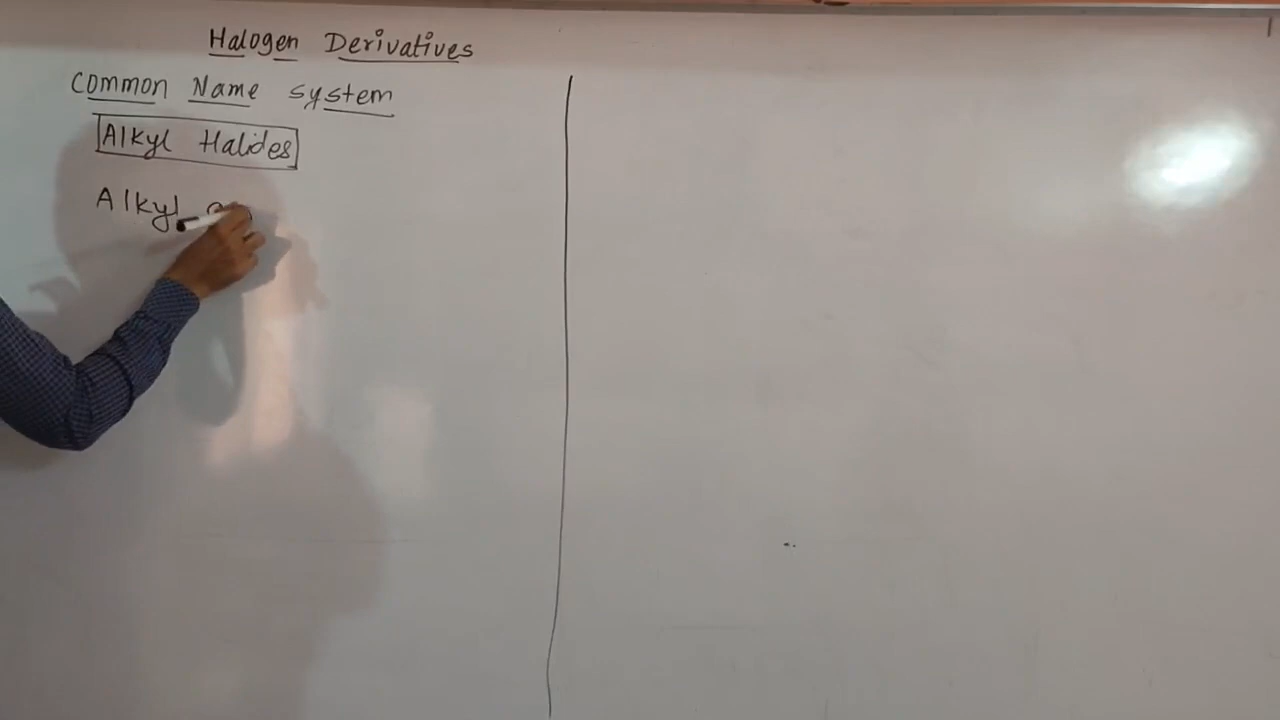 Halogen Derivatives
Common Name system
Alkyl Halides
Alkyl